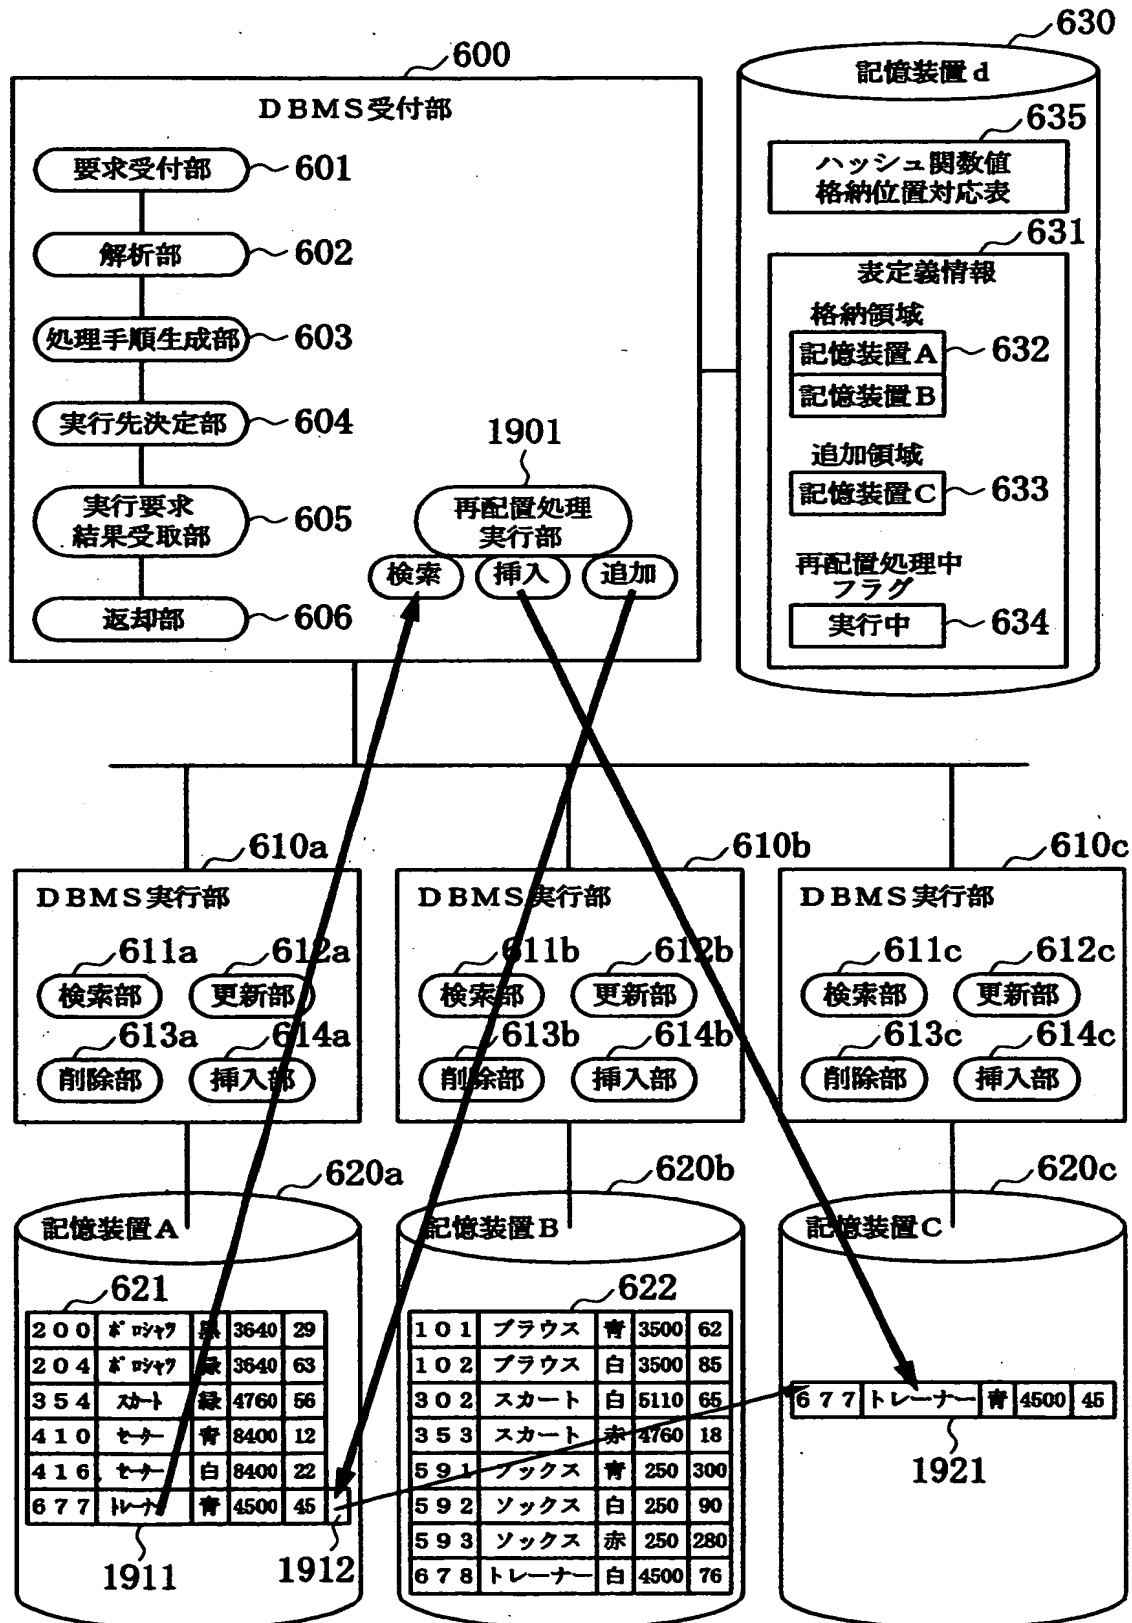 600
DBMS受付部
要求受付部
601
解析部
602
処理手順生成部
603
実行先決定部
604
実行要求
結果受取部
605
返却部
606
1901
再配置処理
実行部
検索
挿入
追加
630
記憶装置d
635
ハッシュ関数値
格納位置対応表
631
表定義情報
格納領域
記憶装置A
632
記憶装置B
追加領域
記憶装置C
633
再配置処理中
フラグ
実行中
634
610a
DBMS実行部
611a
612a
検索部
更新部
613a
614a
削除部
挿入部
610b
DBMS実行部
611b
612b
検索部
更新部
613b
614b
削除部
挿入部
610c
DBMS実行部
611c
612c
検索部
更新部
613c
614c
削除部
挿入部
620a
記憶装置A
621
200 ポロシャツ 黒 3640 29
204 ポロシャツ 緑 3640 63
354 スカート 緑 4760 56
410 セーター 青 8400 12
416 セーター 白 8400 22
677 トレーナー 青 4500 45
1911
1912
620b
記憶装置B
622
101 ブラウス 青 3500 62
102 ブラウス 白 3500 85
302 スカート 白 5110 65
353 スカート 赤 4760 18
591 ソックス 青 250 300
592 ソックス 白 250 90
593 ソックス 赤 250 280
678 トレーナー 白 4500 76
620c
記憶装置C
677 トレーナー 青 4500 45
1921